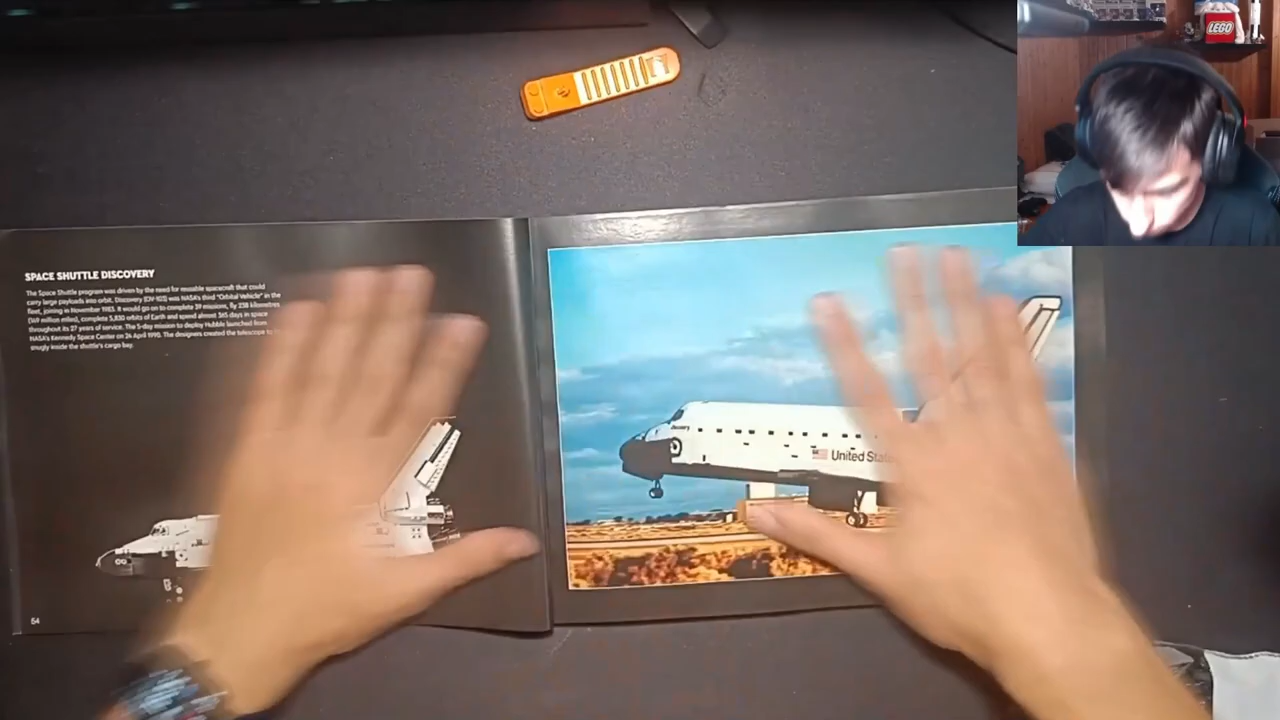 LEGO
SPACE SHUTTLE DISCOVERY
The Space Shuttle program was driven by the need for reusable spacecraft that could
carry large payloads into orbit. Discovery (OV-103) was NASA's third "Orbital Vehicle" in the
fleet, joining in November 1983. It would go on to complete 39 missions, fly 238 kilometres
(149 million miles), complete 5,830 orbits of Earth and spend almost 365 days in space
throughout its 27 years of service. The 5-day mission to deploy Hubble launched from
NASA's Kennedy Space Center on 24 April 1990. The designers created the telescope to
snugly inside the shuttle's cargo bay.
Discovery
United State
54